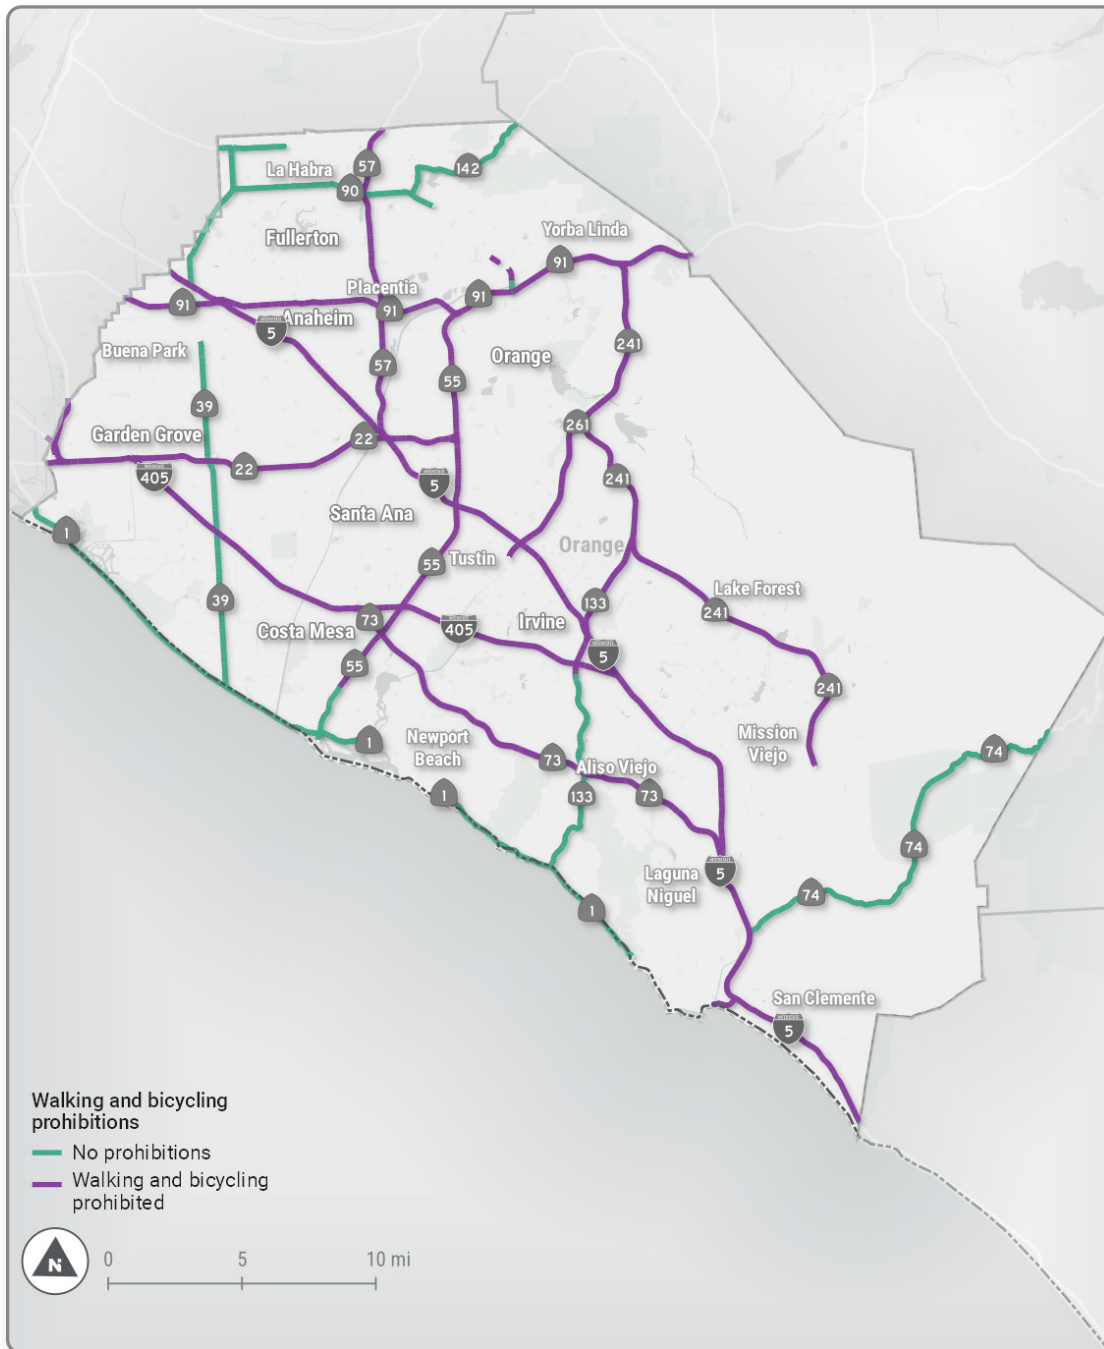 57
La Habra
142
90
Fullerton
Yorba Linda
91
Placentia
91
91
91
Anaheim
5
241
Buena Park
Orange
57
55
39
261
Garden Grove
22
22
405
241
5
Santa Ana
1
Orange
Tustin
55
Lake Forest
39
133
241
73
Irvine
Costa Mesa
405
5
55
241
Newport
Beach
1
Mission
Viejo
74
73
Aliso Viejo
1
133
73
74
Laguna
Niguel
5
74
1
San Clemente
5
Walking and bicycling
prohibitions
No prohibitions
Walking and bicycling
prohibited
N
0 5 10 mi